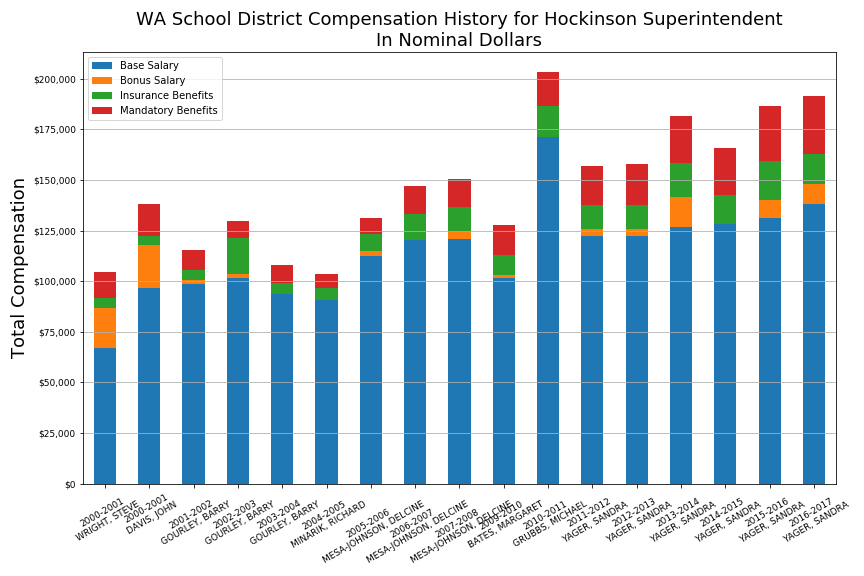 WA School District Compensation History for Hockinson Superintendent
In Nominal Dollars
Base Salary
Bonus Salary
Insurance Benefits
Mandatory Benefits
Total Compensation
$200,000
$175,000
$150,000
$125,000
$100,000
$75,000
$50,000
$25,000
$0
2000-2001
WRIGHT, STEVE
2000-2001
DAVIS, JOHN
2001-2002
GOURLEY, BARRY
2002-2003
GOURLEY, BARRY
2003-2004
GOURLEY, BARRY
2004-2005
MINARIK, RICHARD
2005-2006
MESA-JOHNSON, DELCINE
2006-2007
MESA-JOHNSON, DELCINE
2007-2008
MESA-JOHNSON, DELCINE
2009-2010
BATES, MARGARET
2010-2011
GRUBBS, MICHAEL
2011-2012
YAGER, SANDRA
2012-2013
YAGER, SANDRA
2013-2014
YAGER, SANDRA
2014-2015
YAGER, SANDRA
2015-2016
YAGER, SANDRA
2016-2017
YAGER, SANDRA